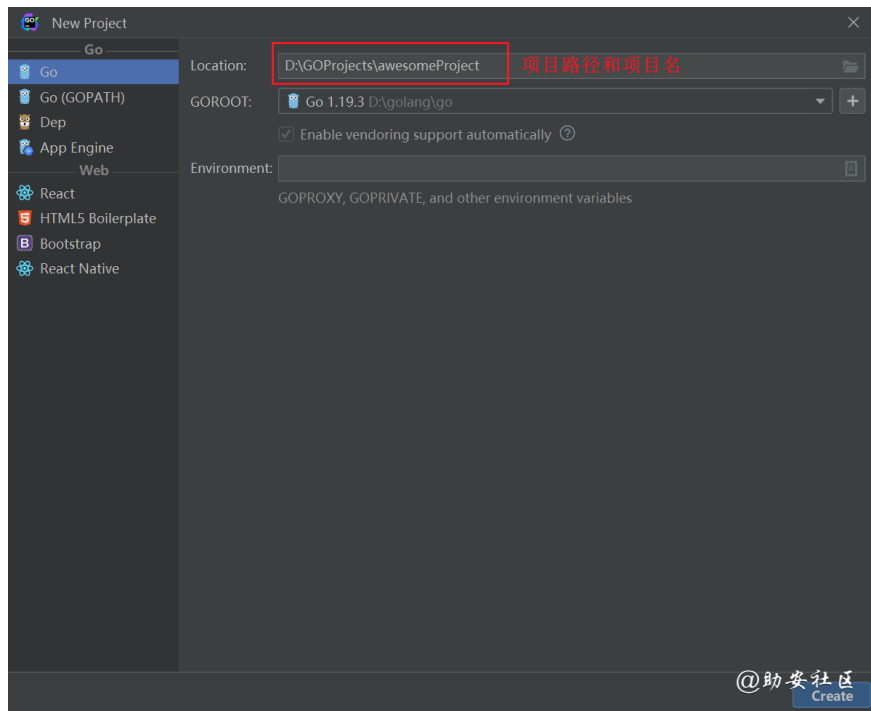 New Project
Go
Go
Go (GOPATH)
Dep
App Engine
Web
React
HTML5 Boilerplate
Bootstrap
React Native
Location: D:\GOProjects\awesomeProject 项目路径和项目名
GOROOT: Go 1.19.3 D:\golang\go
Enable vendoring support automatically
Environment:
GOPROXY, GOPRIVATE, and other environment variables
@助安社区
Create